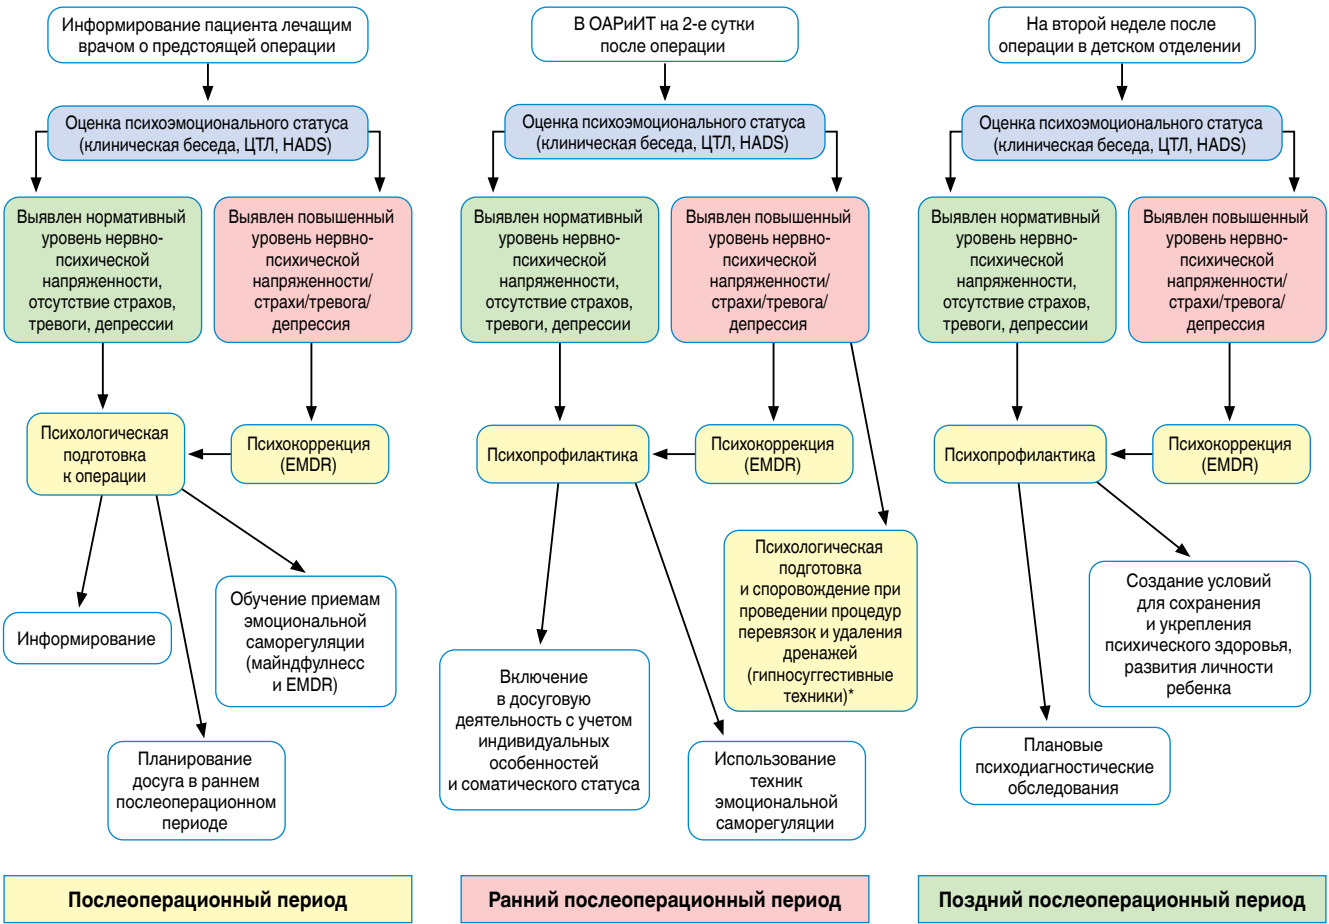 Информирование пациента лечащим
врачом о предстоящей операции
Оценка психоэмоционального статуса
(клиническая беседа, ЦТЛ, HADS)
Выявлен нормативный
уровень нервно-
психической
напряженности,
отсутствие страхов,
тревоги, депрессии
Выявлен повышенный
уровень нервно-
психической
напряженности/
страхи/тревога/
депрессия
Психологическая
подготовка
к операции
Психокоррекция
(EMDR)
Информирование
Обучение приемам
эмоциональной
саморегуляции
(майндфулнесс
и EMDR)
Планирование
досуга в раннем
послеоперационном
периоде
Послеоперационный период
В ОАРиИТ на 2-е сутки
после операции
Оценка психоэмоционального статуса
(клиническая беседа, ЦТЛ, HADS)
Выявлен нормативный
уровень нервно-
психической
напряженности,
отсутствие страхов,
тревоги, депрессии
Выявлен повышенный
уровень нервно-
психической
напряженности/
страхи/тревога/
депрессия
Психопрофилактика
Психокоррекция
(EMDR)
Психологическая
подготовка
и споровождение при
проведении процедур
перевязок и удаления
дренажей
(гипносуггестивные
техники)*
Включение
в досуговую
деятельность с учетом
индивидуальных
особенностей
и соматического статуса
Использование
техник
эмоциональной
саморегуляции
Ранний послеоперационный период
На второй неделе после
операции в детском отделении
Оценка психоэмоционального статуса
(клиническая беседа, ЦТЛ, HADS)
Выявлен нормативный
уровень нервно-
психической
напряженности,
отсутствие страхов,
тревоги, депрессии
Выявлен повышенный
уровень нервно-
психической
напряженности/
страхи/тревога/
депрессия
Психопрофилактика
Психокоррекция
(EMDR)
Создание условий
для сохранения
и укрепления
психического здоровья,
развития личности
ребенка
Плановые
психодиагностические
обследования
Поздний послеоперационный период